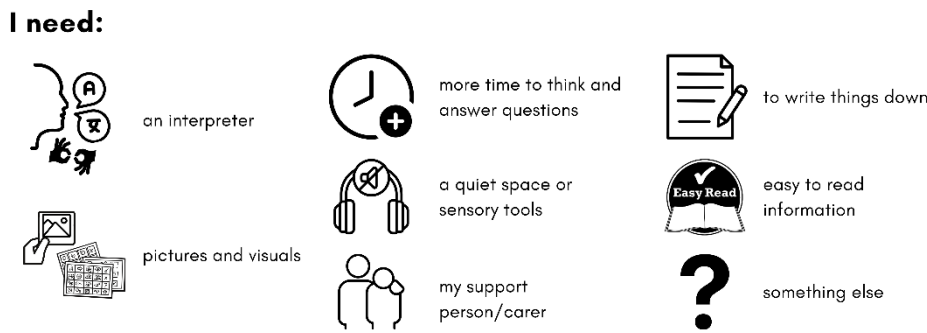 I need:
A
文
an interpreter
pictures and visuals
more time to think and
answer questions
a quiet space or
sensory tools
my support
person/carer
to write things down
Easy Read
easy to read
information
?
something else